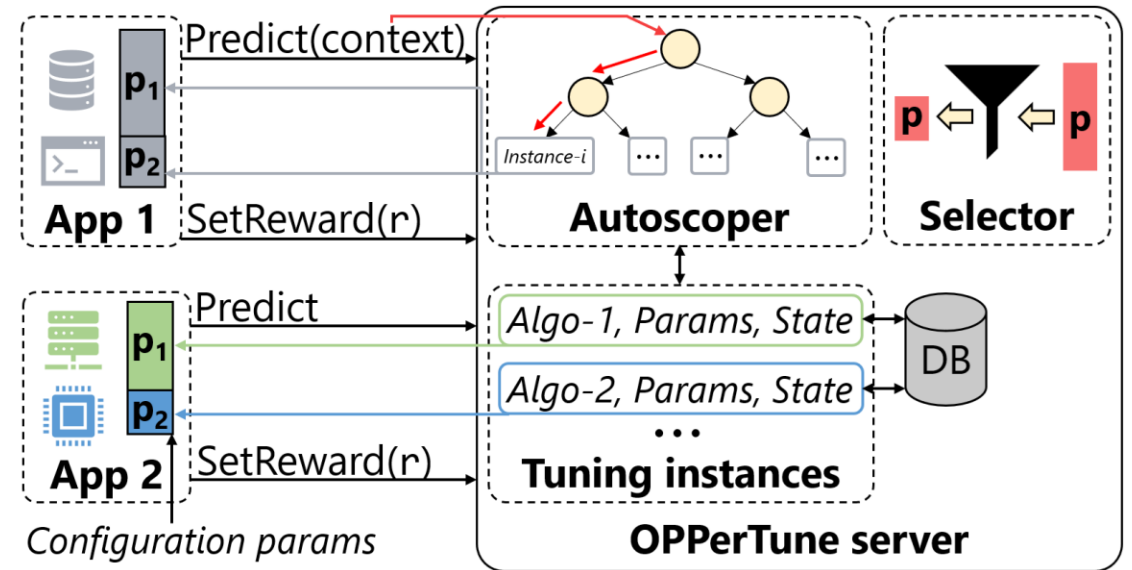 Predict(context)
p1
p2
>_
App 1
SetReward(r)
Instance-i
...
...
...
Autoscoper
p
p
Selector
Predict
p1
p2
App 2
SetReward(r)
Configuration params
Algo-1, Params, State
Algo-2, Params, State
...
Tuning instances
DB
OPPerTune server